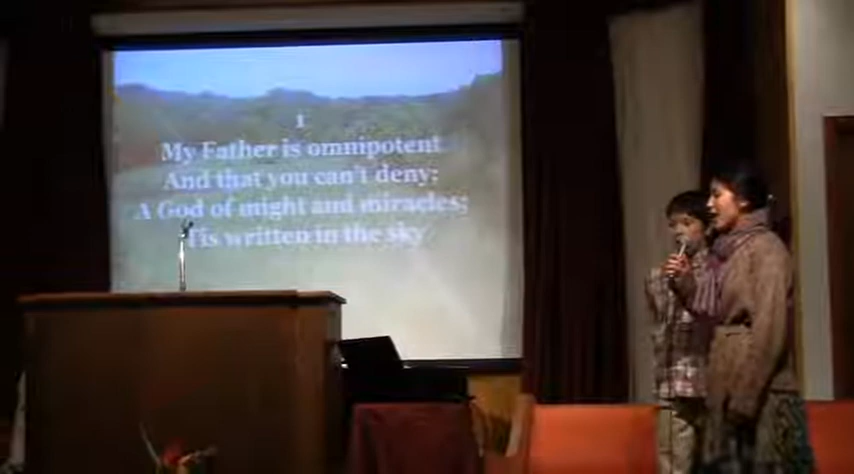 1
My Father is omnipotent
And that you can't deny;
A God of might and miracles;
'Tis written in the sky